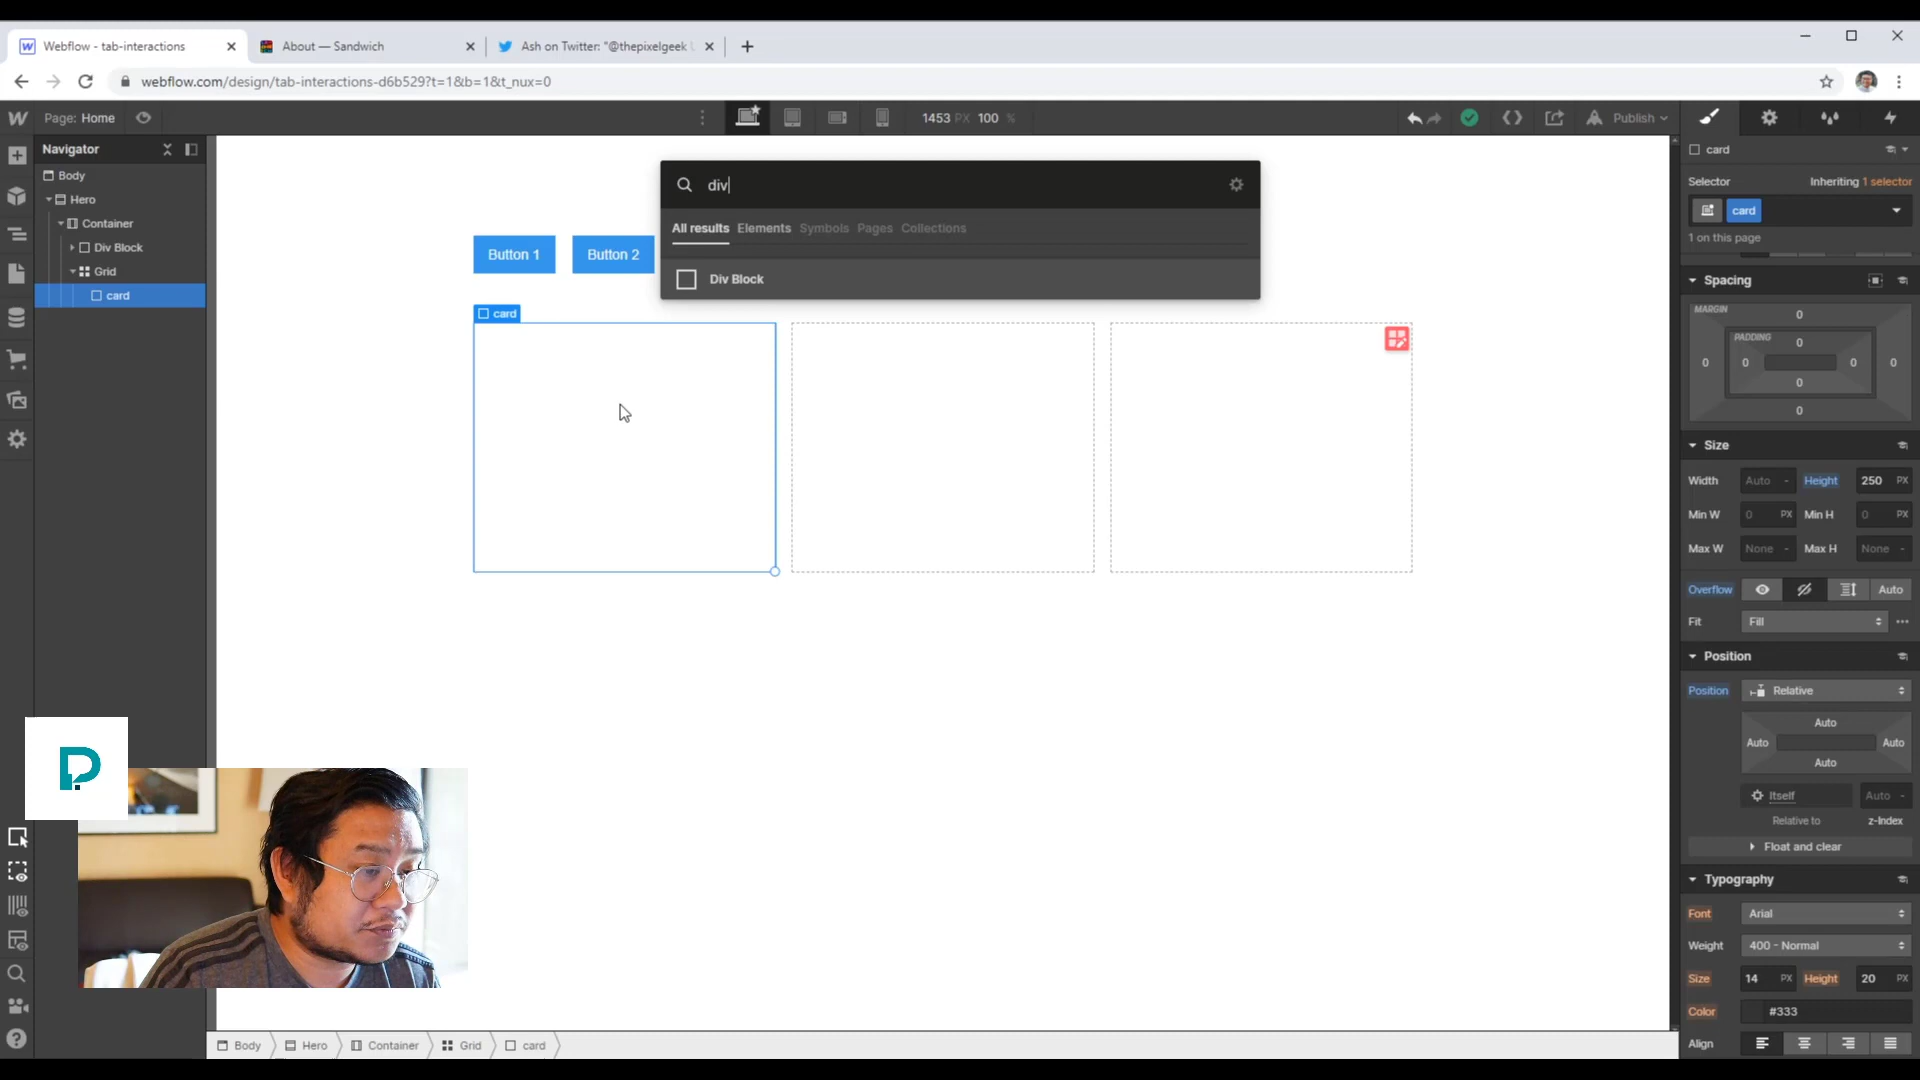 Webflow - tab-interactions
About — Sandwich
Ash on Twitter: "@thepixelgeek
webflow.com/design/tab-interactions-d6b529?t=1&b=1&t_nux=0
Page: Home
1453 PX 100 %
Publish
Navigator
Body
Hero
Container
Div Block
Grid
card
div
All results Elements Symbols Pages Collections
Div Block
Button 1
Button 2
card
card
Selector Inheriting 1 selector
card
1 on this page
Spacing
MARGIN
0
PADDING
0
0 0 0 0
0
0
Size
Width Auto - Height 250 PX
Min W 0 PX Min H 0 PX
Max W None - Max H None -
Overflow Auto
Fit Fill
Position
Position Relative
Auto
Auto Auto
Auto
Itself Auto -
Relative to z-Index
Float and clear
Typography
Font Arial
Weight 400 - Normal
Size 14 PX Height 20 PX
Color #333
Align
Body Hero Container Grid card